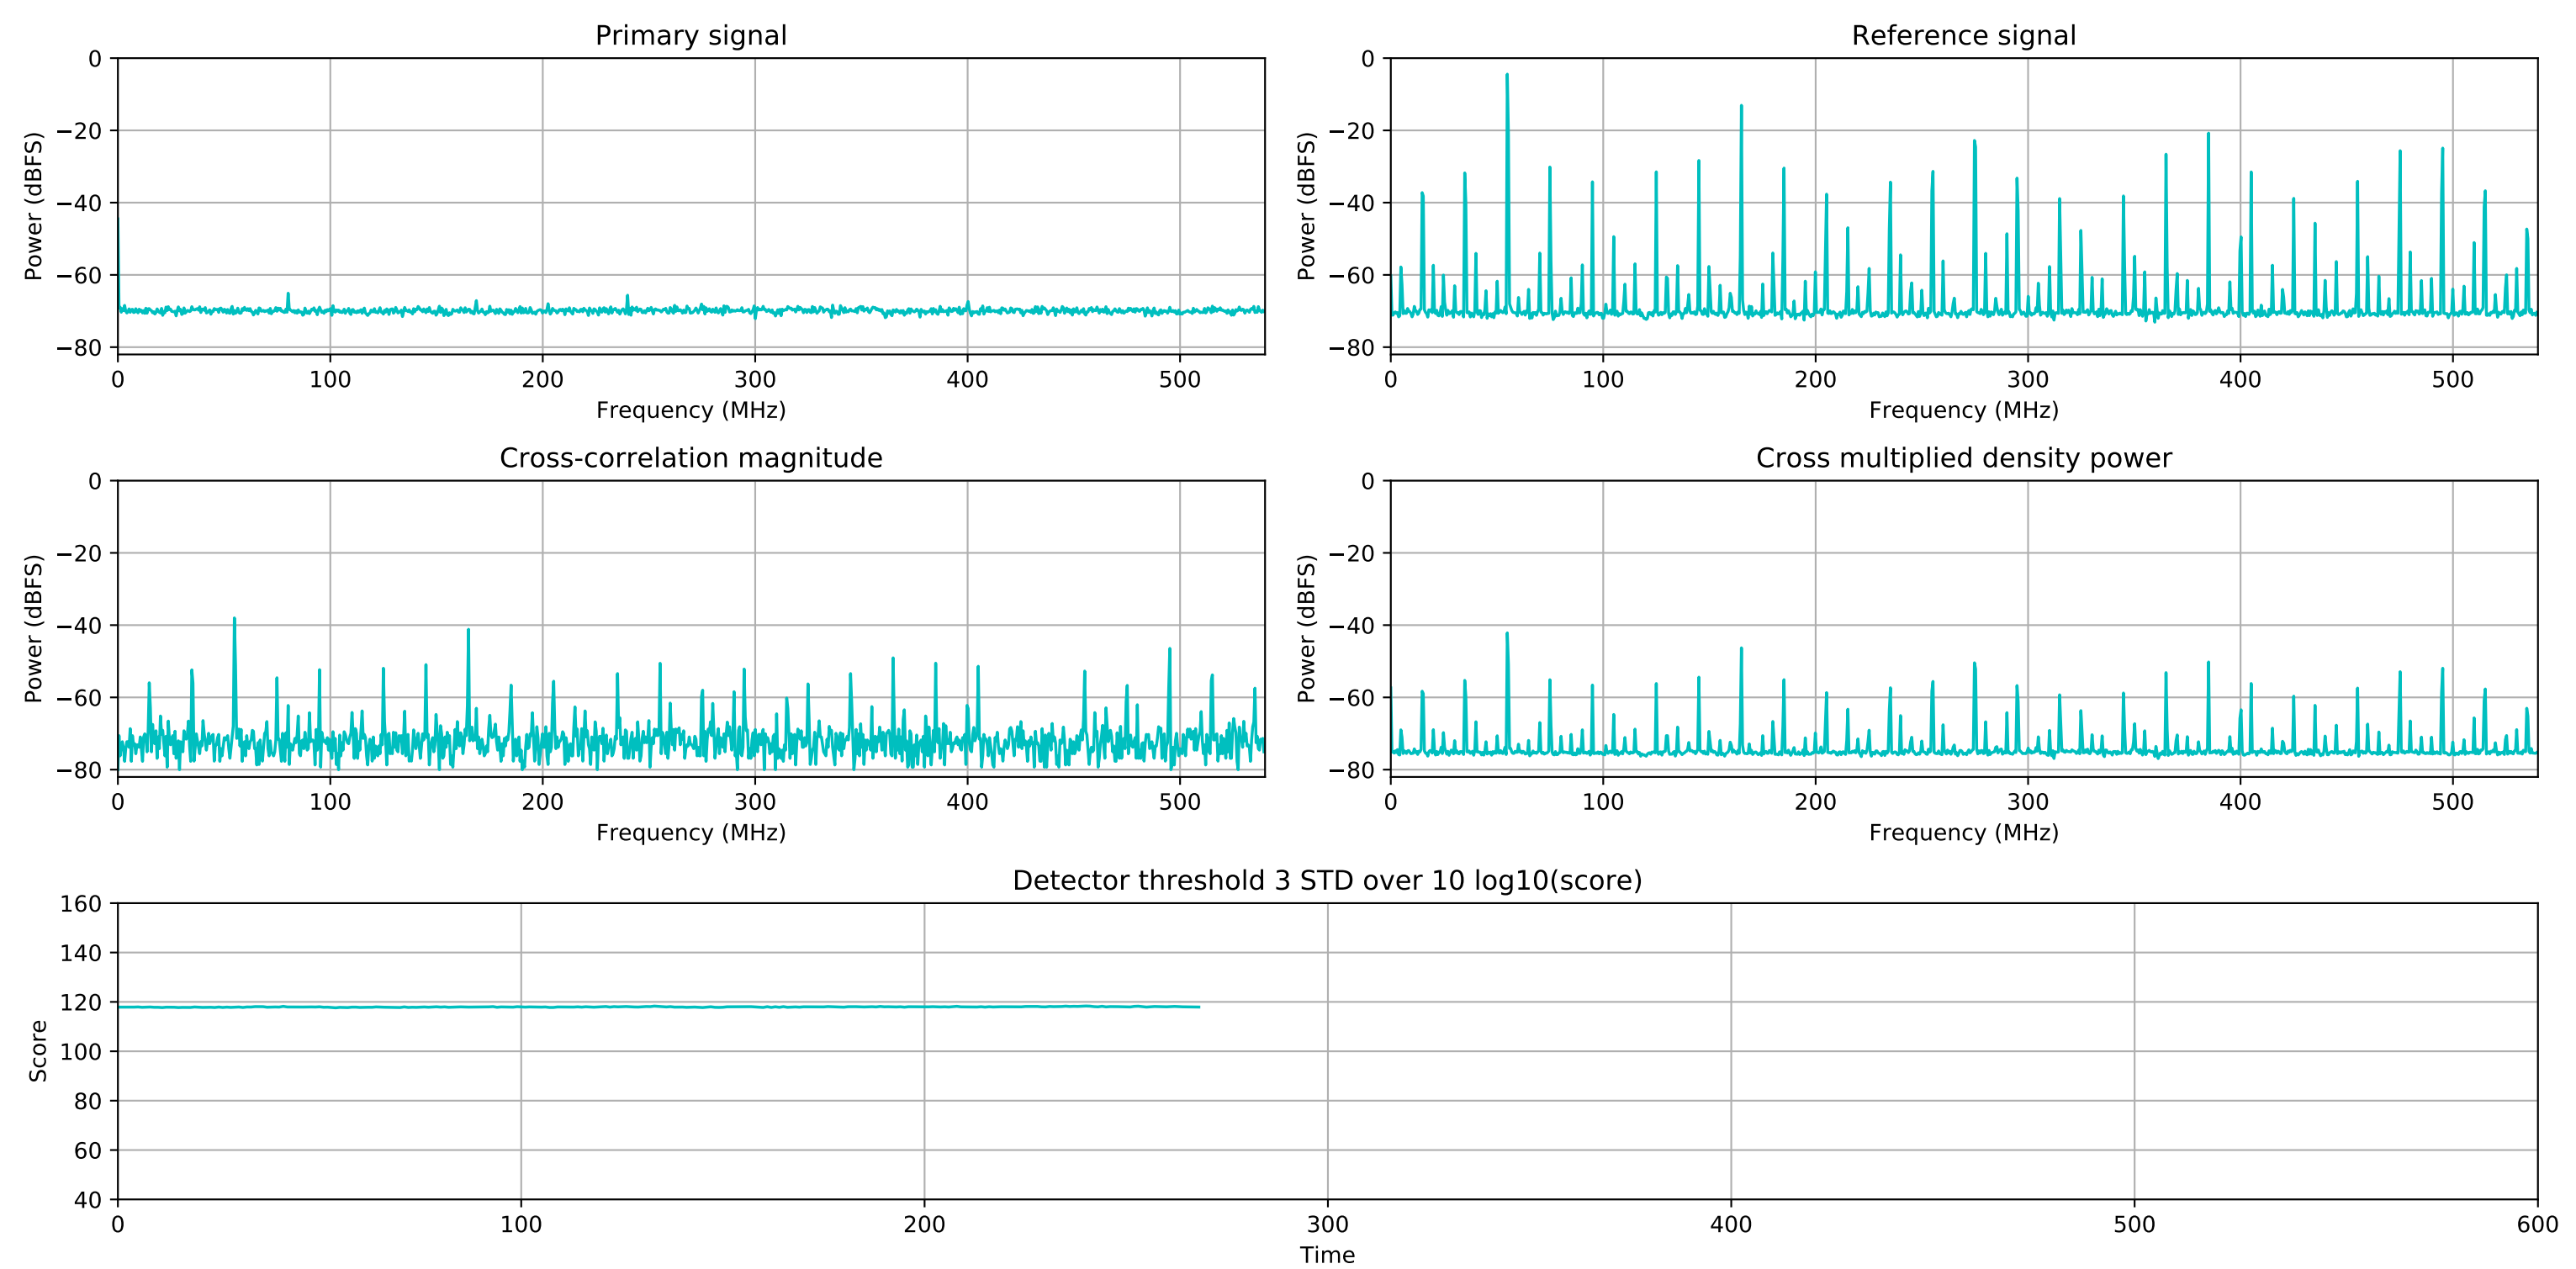 Primary signal
Reference signal
0
−20
−40
−60
−80
Power (dBFS)
0 100 200 300 400 500
Frequency (MHz)
0
−20
−40
−60
−80
Power (dBFS)
0 100 200 300 400 500
Frequency (MHz)
Cross-correlation magnitude
Cross multiplied density power
0
−20
−40
−60
−80
Power (dBFS)
0 100 200 300 400 500
Frequency (MHz)
0
−20
−40
−60
−80
Power (dBFS)
0 100 200 300 400 500
Frequency (MHz)
Detector threshold 3 STD over 10 log10(score)
160
140
120
100
80
60
40
Score
0 100 200 300 400 500 600
Time